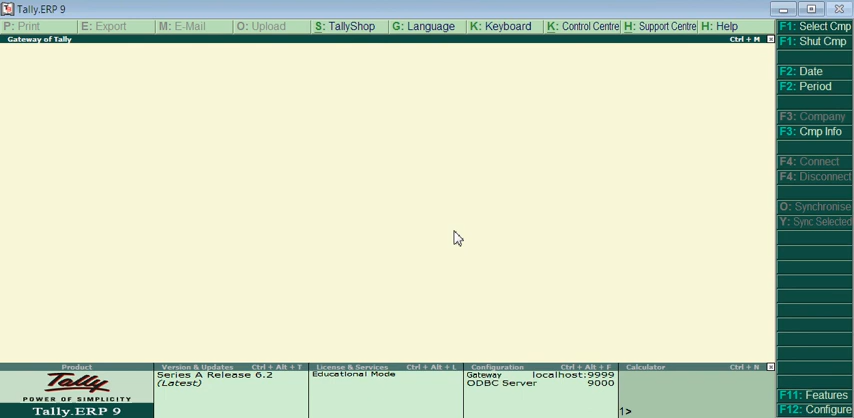 Tally.ERP 9
P: Print E: Export M: E-Mail O: Upload S: TallyShop G: Language K: Keyboard K: Control Centre H: Support Centre H: Help
F1: Select Cmp
F1: Shut Cmp
Gateway of Tally Ctrl + M
F2: Date
F2: Period
F3: Company
F3: Cmp Info
F4: Connect
F4: Disconnect
O: Synchronise
Y: Sync Selected
Product
Tally
POWER OF SIMPLICITY
Tally.ERP 9
Version & Updates Ctrl + Alt + T
Series A Release 6.2
(Latest)
License & Services Ctrl + Alt + L
Educational Mode
Configuration Ctrl + Alt + F
Gateway localhost:9999
ODBC Server 9000
Calculator Ctrl + N
1>
F11: Features
F12: Configure